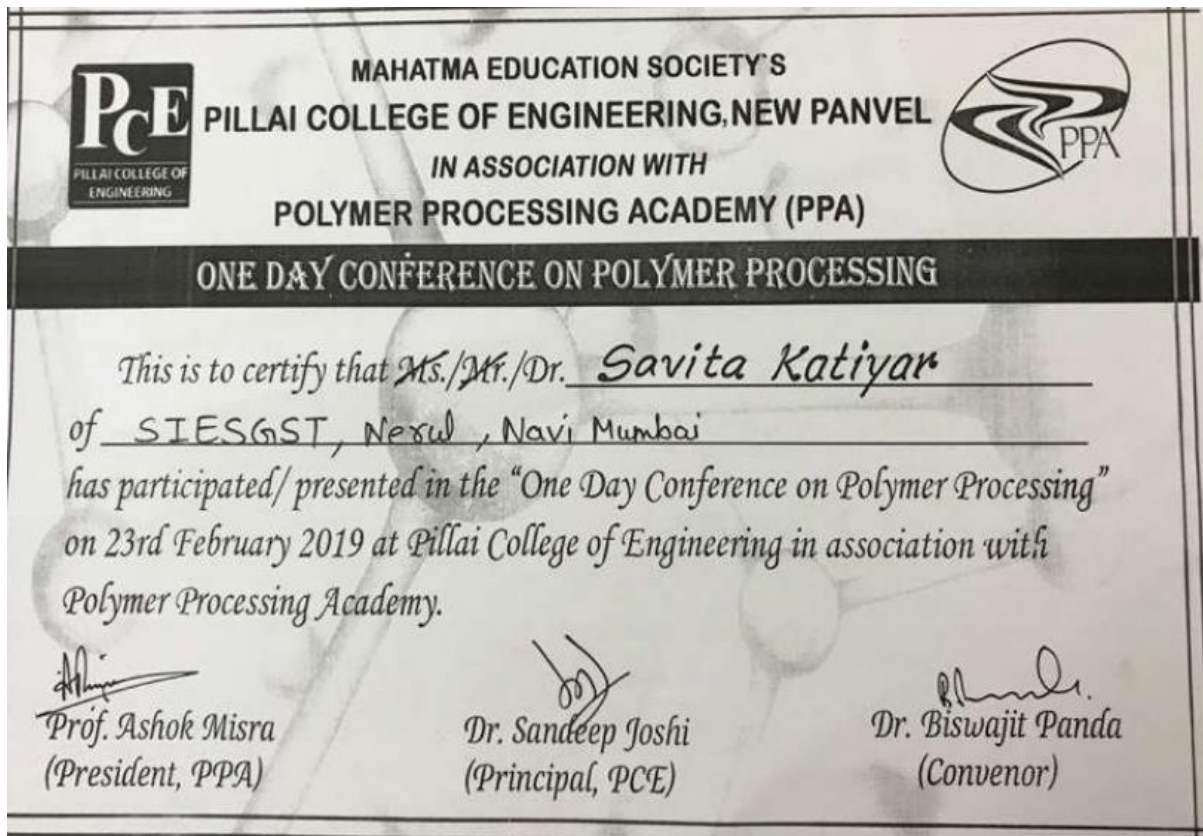 PCE
PILLAI COLLEGE OF
ENGINEERING
MAHATMA EDUCATION SOCIETY`S
PILLAI COLLEGE OF ENGINEERING, NEW PANVEL
IN ASSOCIATION WITH
POLYMER PROCESSING ACADEMY (PPA)
PPA
ONE DAY CONFERENCE ON POLYMER PROCESSING
This is to certify that Ms./Mr./Dr. Savita Katiyar
of SIESGST, Nerul, Navi Mumbai
has participated/ presented in the “One Day Conference on Polymer Processing”
on 23rd February 2019 at Pillai College of Engineering in association with
Polymer Processing Academy.
Prof. Ashok Misra
(President, PPA)
Dr. Sandeep Joshi
(Principal, PCE)
Dr. Biswajit Panda
(Convenor)